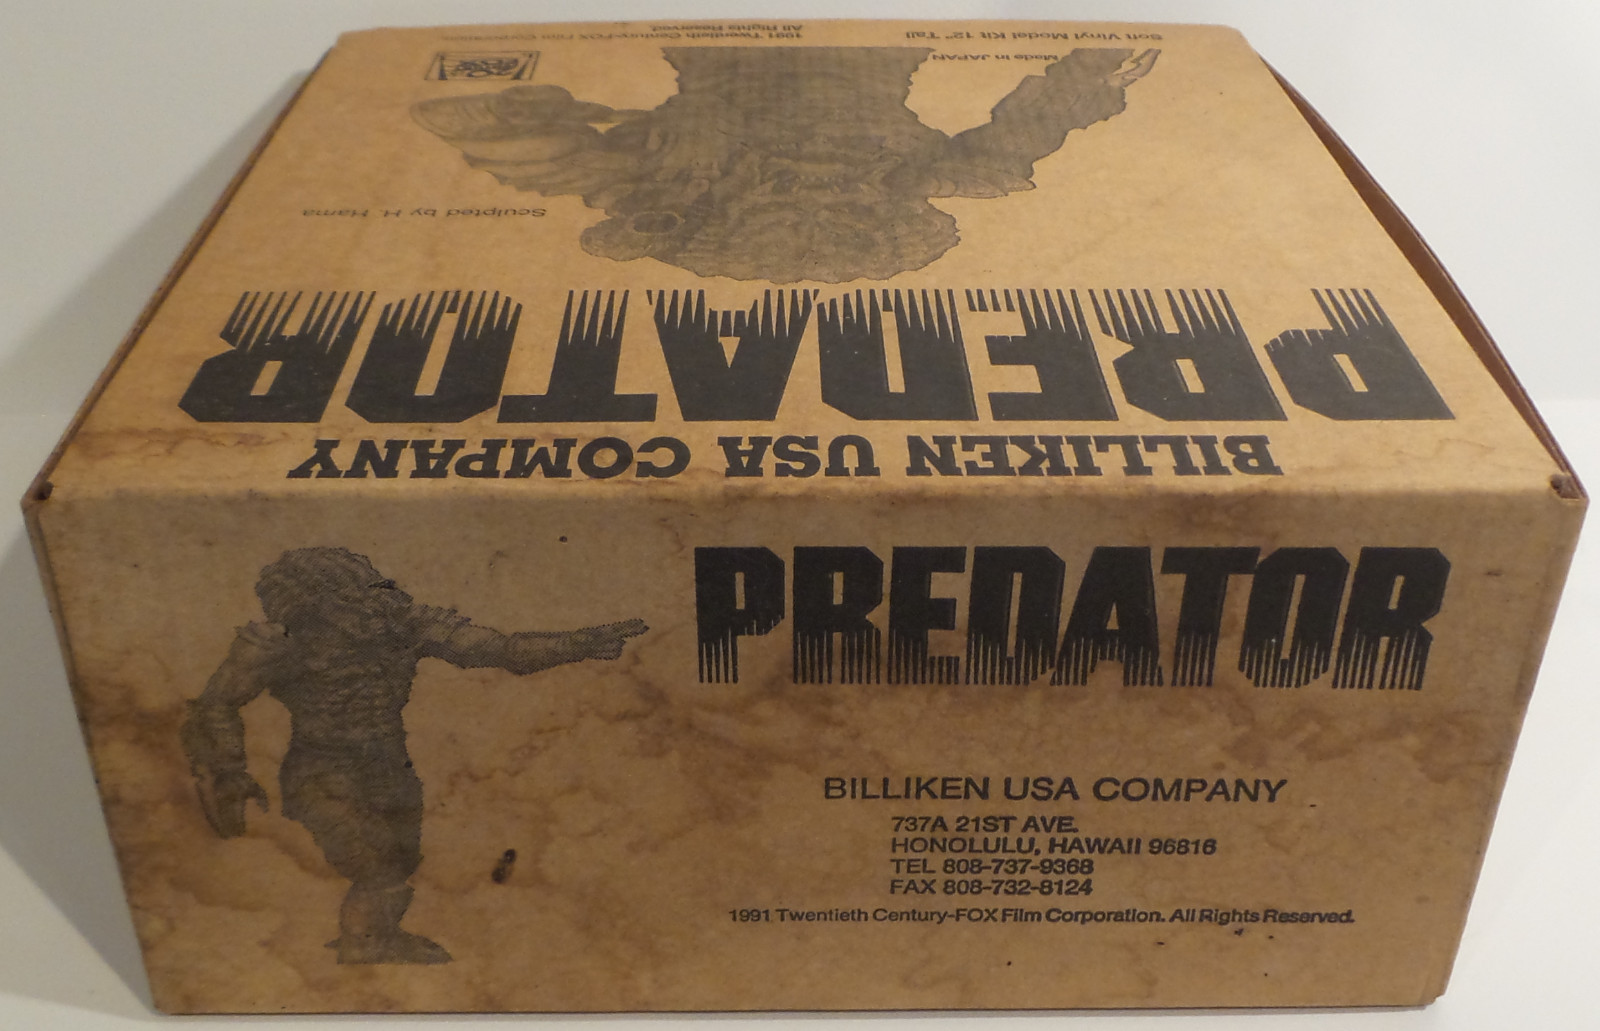 BILLIKEN USA COMPANY
PREDATOR
Sculpted by H. Hama
Made in JAPAN
Soft Vinyl Model Kit 12" Tall
1991 Twentieth Century-FOX Film Corporation.
All Rights Reserved.
PREDATOR
BILLIKEN USA COMPANY
737A 21ST AVE.
HONOLULU, HAWAII 96816
TEL 808-737-9368
FAX 808-732-8124
1991 Twentieth Century-FOX Film Corporation. All Rights Reserved.